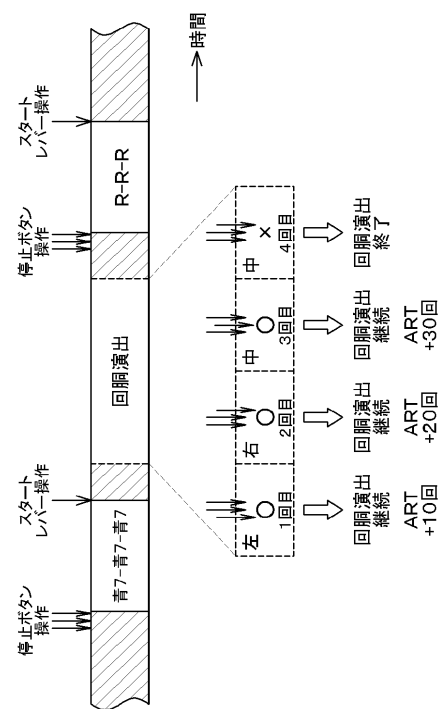 停止ボタン
操作
スタート
レバー操作
停止ボタン
操作
スタート
レバー操作
青7-青7-青7
回胴演出
R-R-R
時間
左
○
1回目
右
○
2回目
中
○
3回目
中
×
4回目
回胴演出
継続
ART
+10回
回胴演出
継続
ART
+20回
回胴演出
継続
ART
+30回
回胴演出
終了